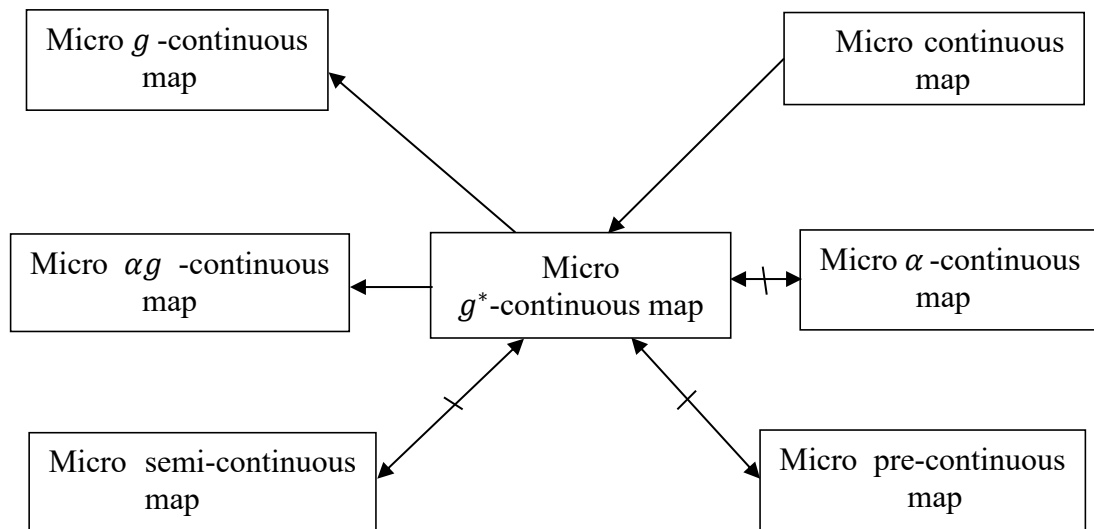 Micro g -continuous
map
Micro continuous
map
Micro αg -continuous
map
Micro
g*-continuous map
Micro α -continuous
map
Micro semi-continuous
map
Micro pre-continuous
map